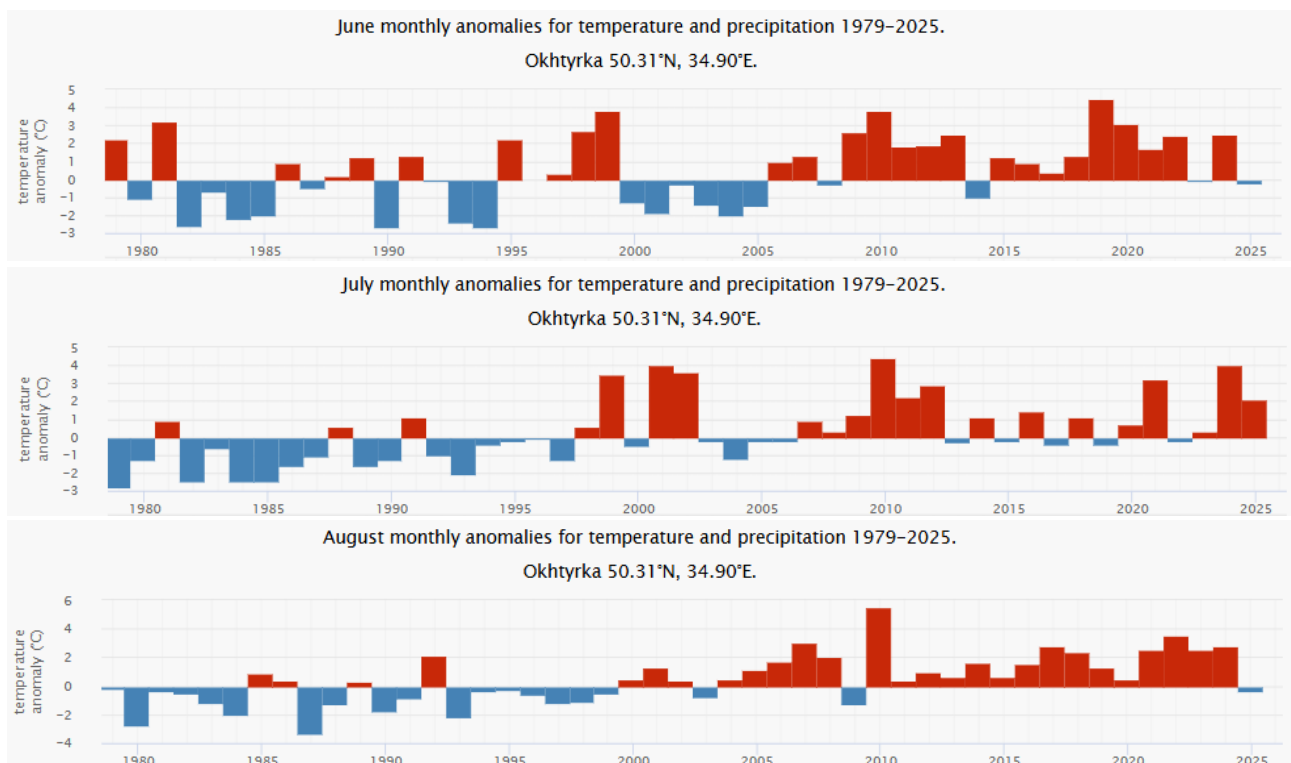 June monthly anomalies for temperature and precipitation 1979–2025.
Okhtyrka 50.31°N, 34.90°E.
temperature
anomaly (°C)
5
4
3
2
1
0
−1
−2
−3
1980 1985 1990 1995 2000 2005 2010 2015 2020 2025
July monthly anomalies for temperature and precipitation 1979–2025.
Okhtyrka 50.31°N, 34.90°E.
temperature
anomaly (°C)
5
4
3
2
1
0
−1
−2
−3
1980 1985 1990 1995 2000 2005 2010 2015 2020 2025
August monthly anomalies for temperature and precipitation 1979–2025.
Okhtyrka 50.31°N, 34.90°E.
temperature
anomaly (°C)
6
4
2
0
−2
−4
1980 1985 1990 1995 2000 2005 2010 2015 2020 2025